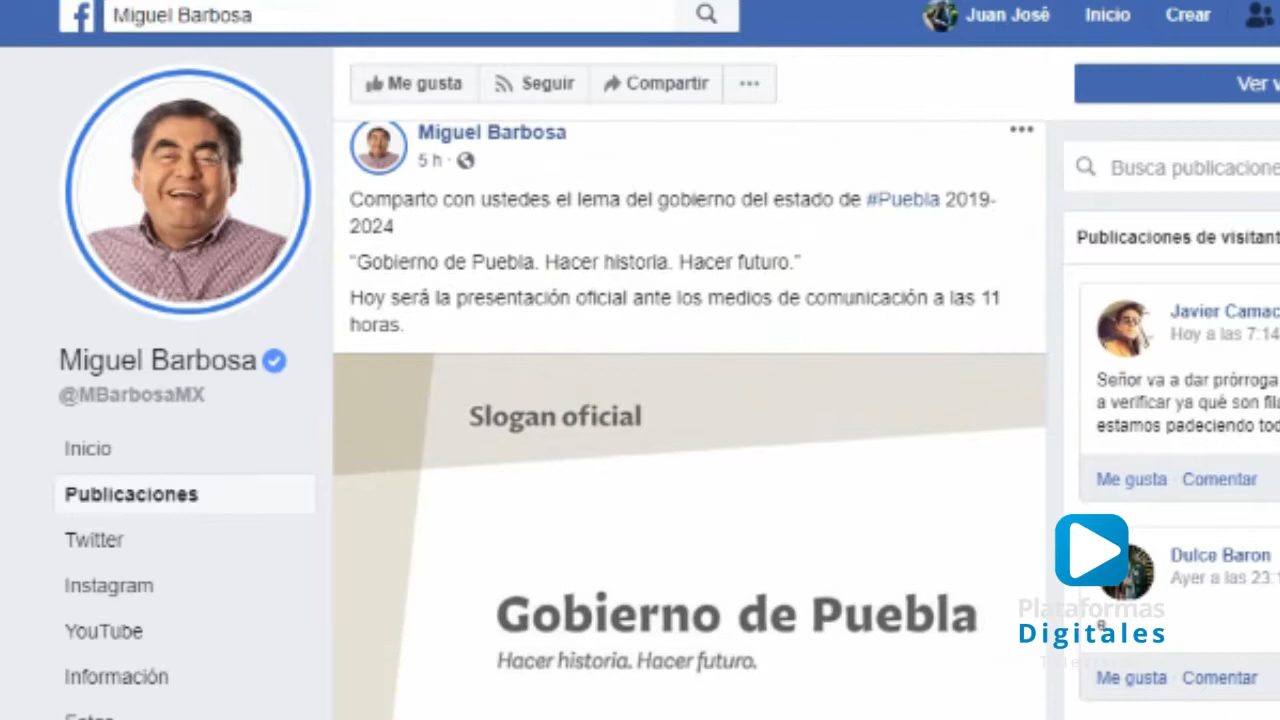 Miguel Barbosa
Juan José
Inicio
Crear
Me gusta
Seguir
Compartir
Ver
Miguel Barbosa
5 h
Comparto con ustedes el lema del gobierno del estado de #Puebla 2019-
2024
"Gobierno de Puebla. Hacer historia. Hacer futuro."
Hoy será la presentación oficial ante los medios de comunicación a las 11
horas.
Slogan oficial
Gobierno de Puebla
Hacer historia. Hacer futuro.
Miguel Barbosa
@MBarbosaMX
Inicio
Publicaciones
Twitter
Instagram
YouTube
Información
Busca publicacione
Publicaciones de visitant
Javier Camac
Hoy a las 7:14
Señor va a dar prórroga
a verificar ya qué son fila
estamos padeciendo tod
Me gusta · Comentar
Dulce Baron
Ayer a las 23:1
Plataformas
Digitales
Me gusta · Comentar